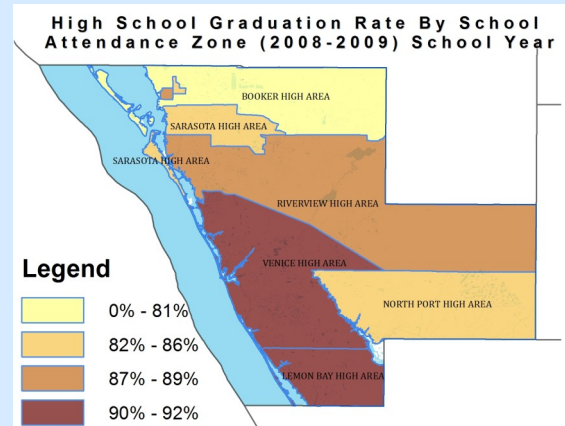 High School Graduation Rate By School
Attendance Zone (2008-2009) School Year
BOOKER HIGH AREA
SARASOTA HIGH AREA
SARASOTA HIGH AREA
RIVERVIEW HIGH AREA
VENICE HIGH AREA
NORTH PORT HIGH AREA
LEMON BAY HIGH AREA
Legend
0% - 81%
82% - 86%
87% - 89%
90% - 92%